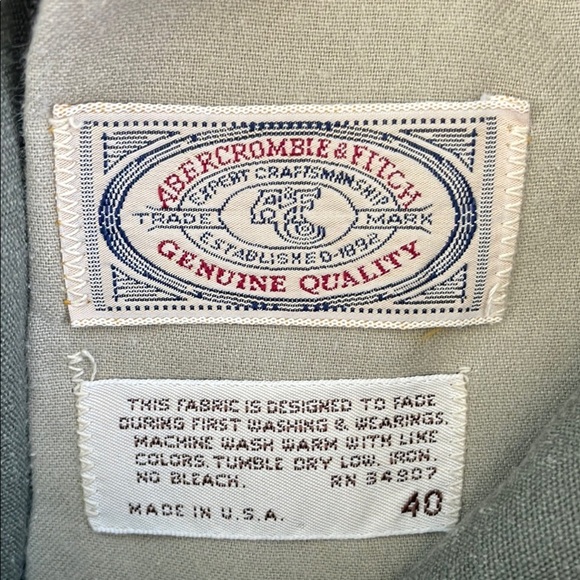 ABERCROMBIE & FITCH
EXPERT CRAFTSMANSHIP
TRADE MARK
ESTABLISHED-1892
GENUINE QUALITY
THIS FABRIC IS DESIGNED TO FADE
DURING FIRST WASHING & WEARINGS.
MACHINE WASH WARM WITH LIKE
COLORS. TUMBLE DRY LOW. IRON.
NO BLEACH. RN 34907
MADE IN U.S.A. 40